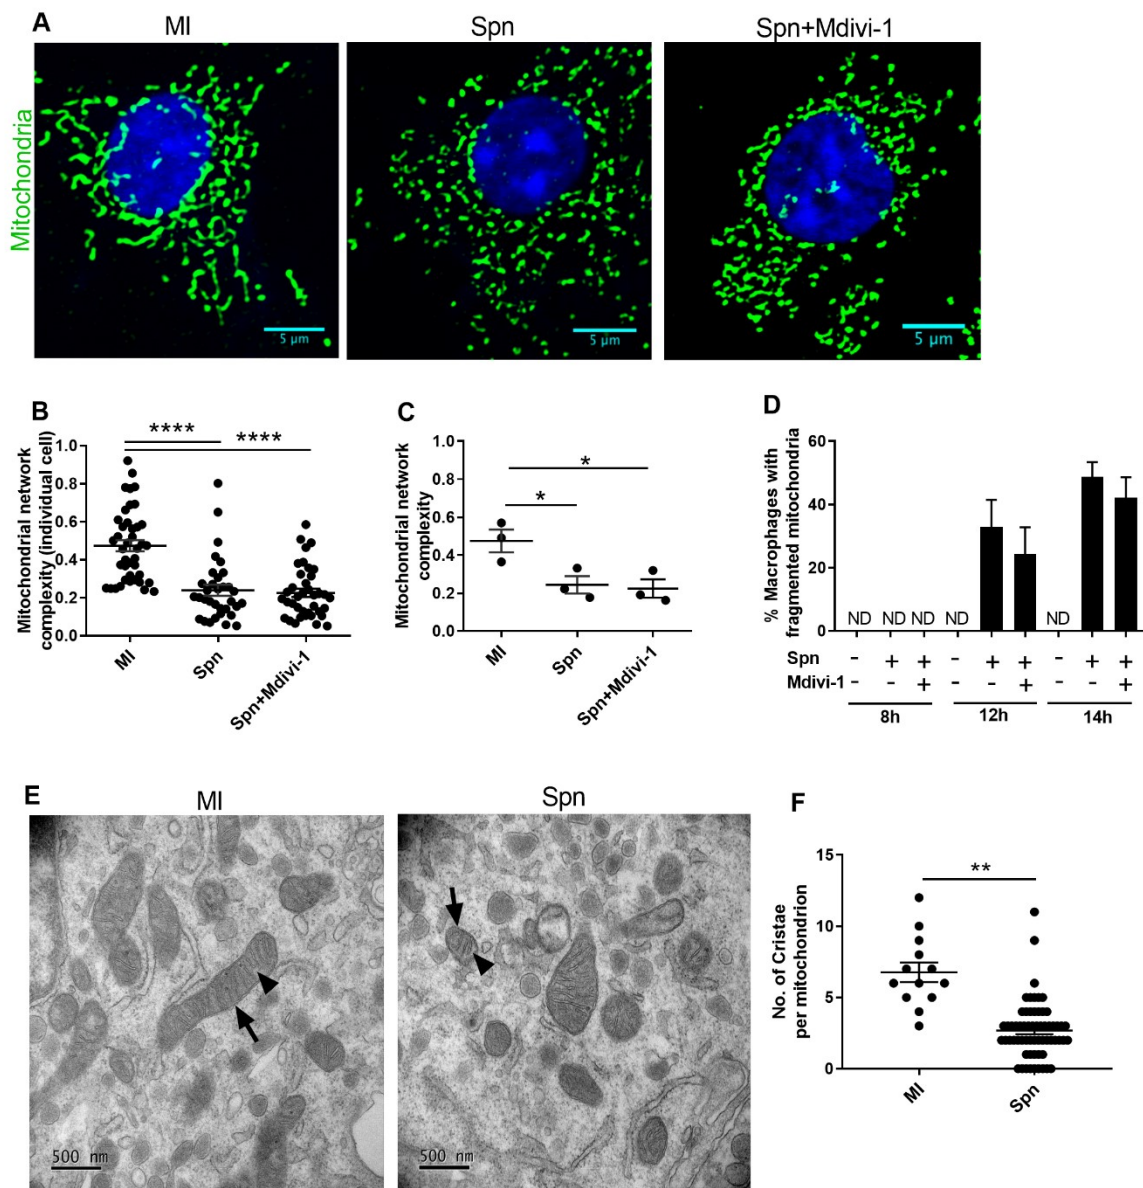 A
MI
Spn
Spn+Mdivi-1
Mitochondria
5 µm
5 µm
5 µm
B
Mitochondrial network
complexity (individual cell)
1.0
0.8
0.6
0.4
0.2
0.0
****
****
MI
Spn
Spn+Mdivi-1
C
Mitochondrial network
complexity
1.0
0.8
0.6
0.4
0.2
0.0
*
*
MI
Spn
Spn+Mdivi-1
D
% Macrophages with
fragmented mitochondria
60
40
20
0
ND ND ND ND ND
Spn - + + - + + - + +
Mdivi-1 - - + - - + - - +
8h 12h 14h
E
MI
Spn
500 nm
500 nm
F
No. of Cristae
per mitochondrion
15
10
5
0
**
MI
Spn